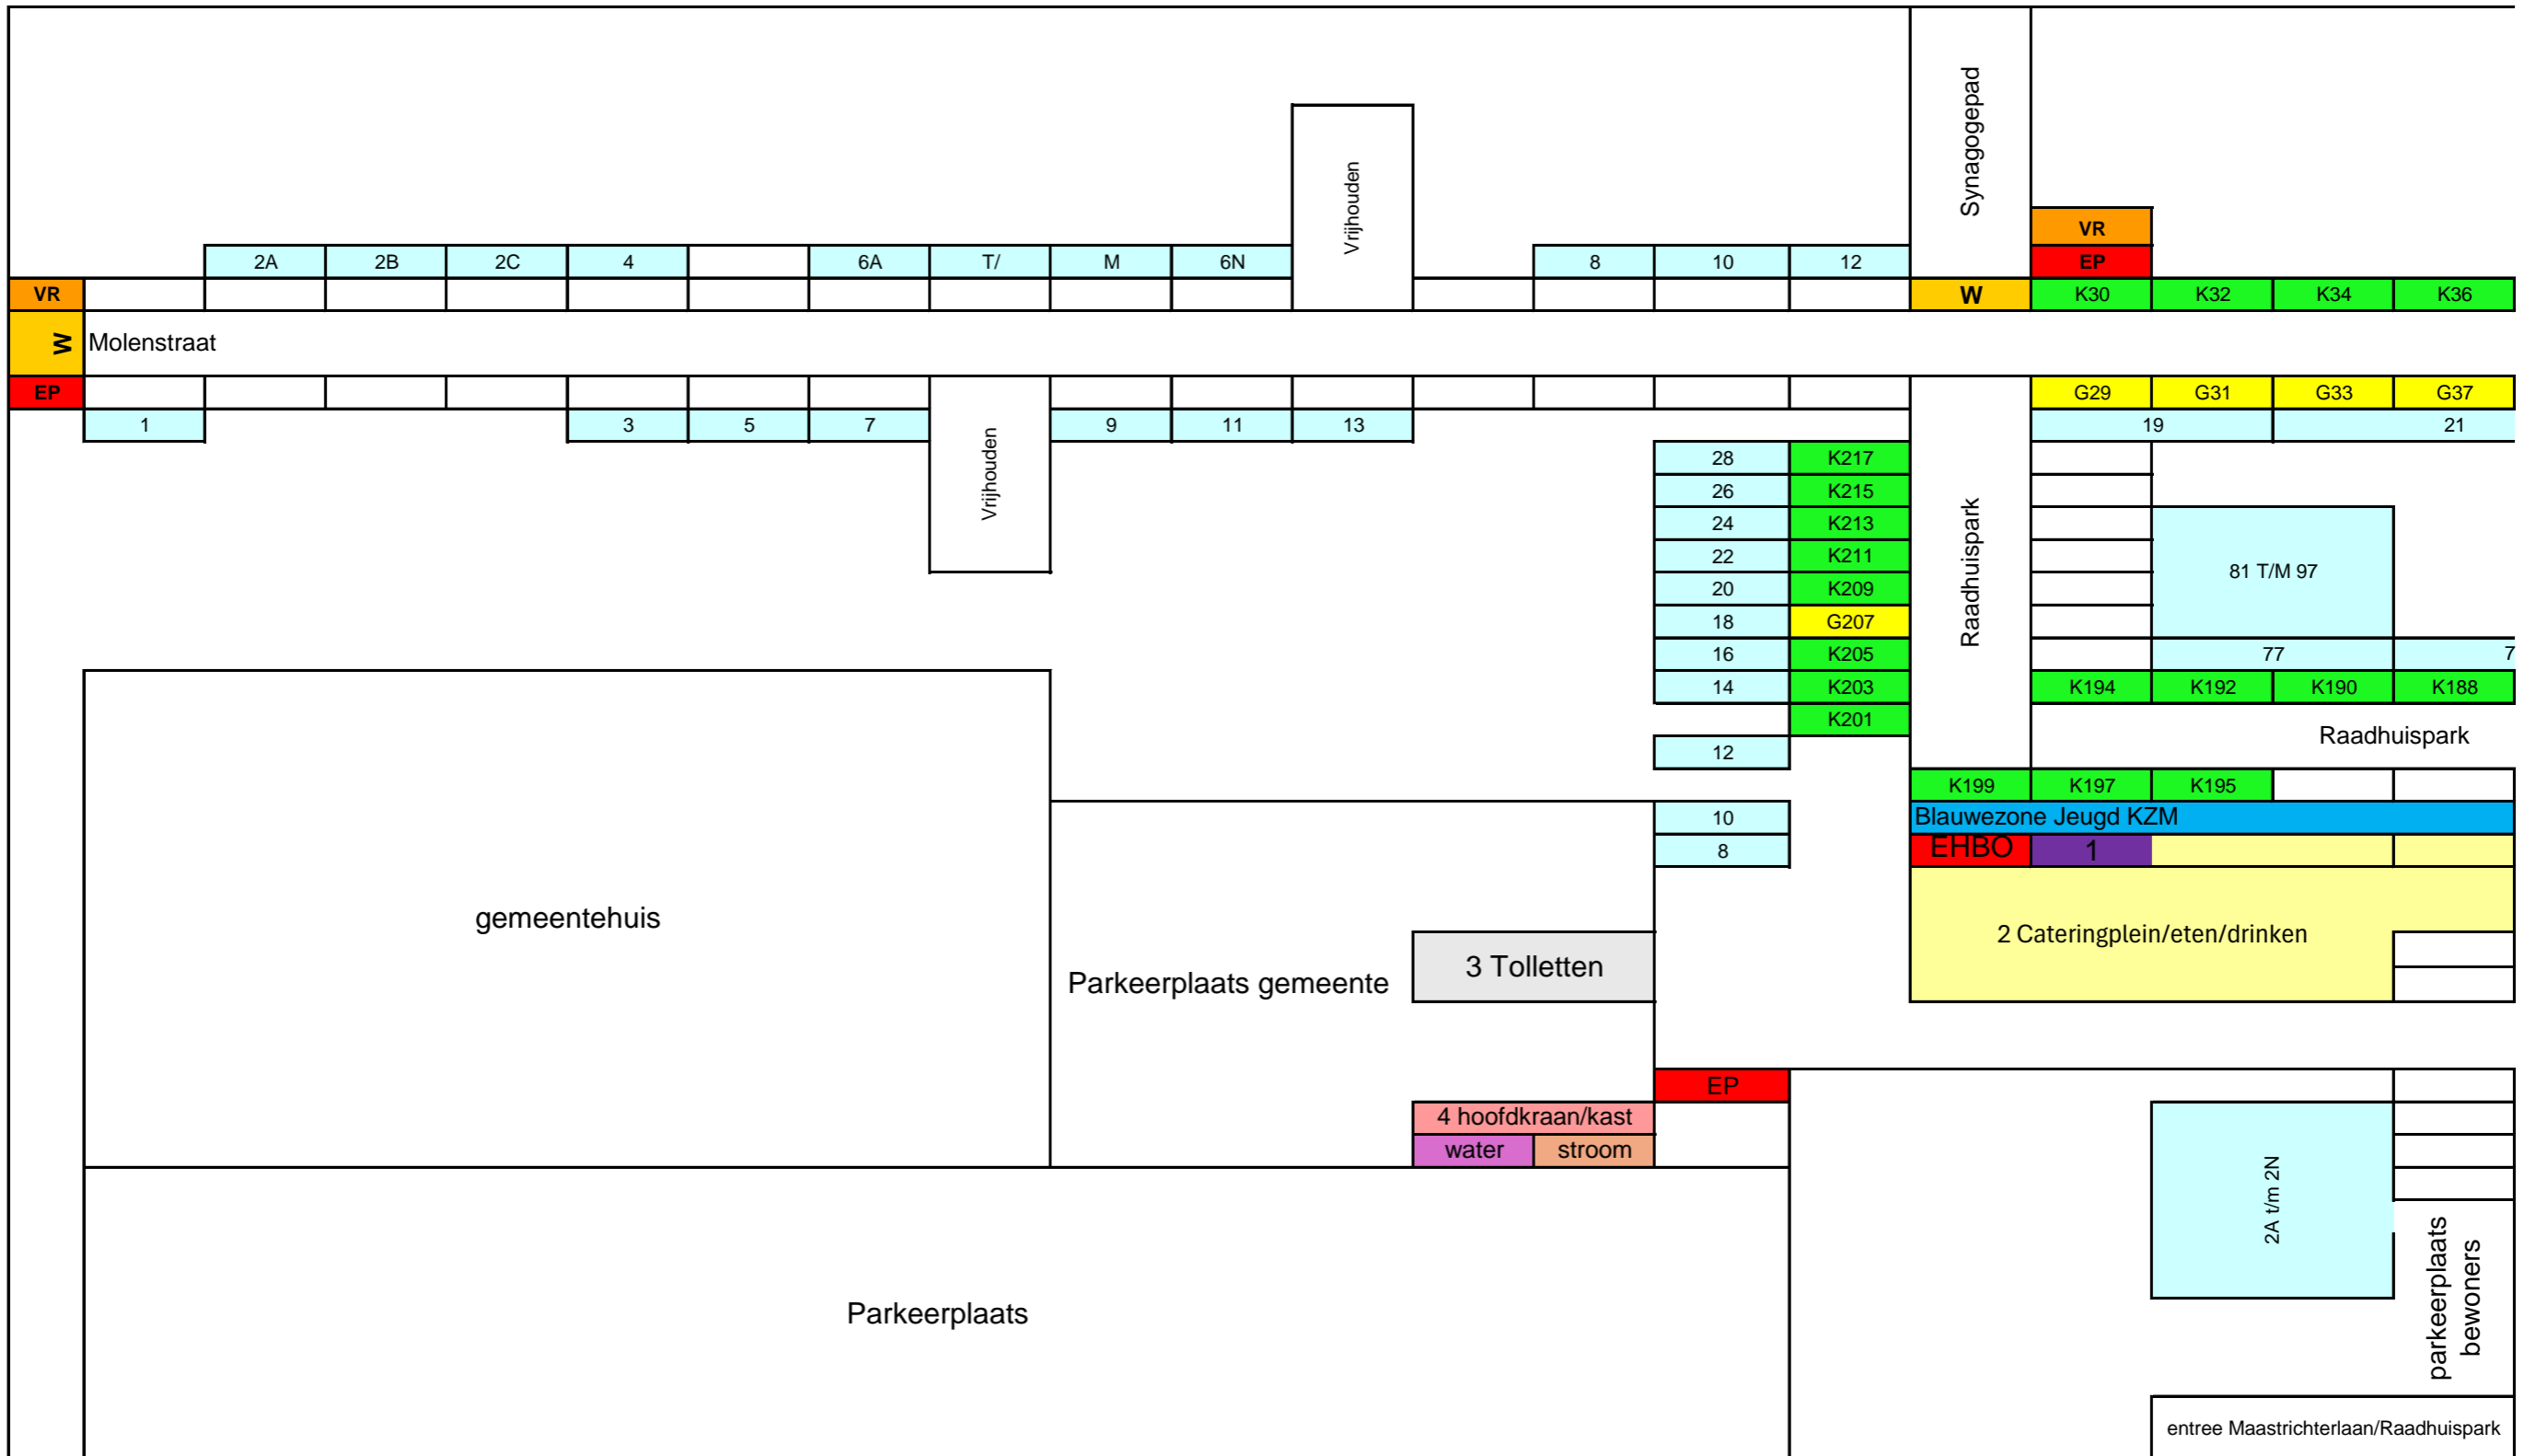 Synagogepad
Vrijhouden
VR
2A 2B 2C 4 6A T/ M 6N 8 10 12 EP
VR W K30 K32 K34 K36
W Molenstraat
EP G29 G31 G33 G37
1 3 5 7 9 11 13 19 21
Vrijhouden
Raadhuispark
28 K217
26 K215
24 K213
22 K211
20 K209
18 G207
16 K205
14 K203
K201
12
81 T/M 97
77 7
K194 K192 K190 K188
Raadhuispark
K199 K197 K195
10 Blauwezone Jeugd KZM
8 EHBO 1
gemeentehuis
2 Cateringplein/eten/drinken
3 Tolletten
Parkeerplaats gemeente
EP
4 hoofdkraan/kast
water stroom
2A t/m 2N
parkeerplaats
bewoners
Parkeerplaats
entree Maastrichterlaan/Raadhuispark